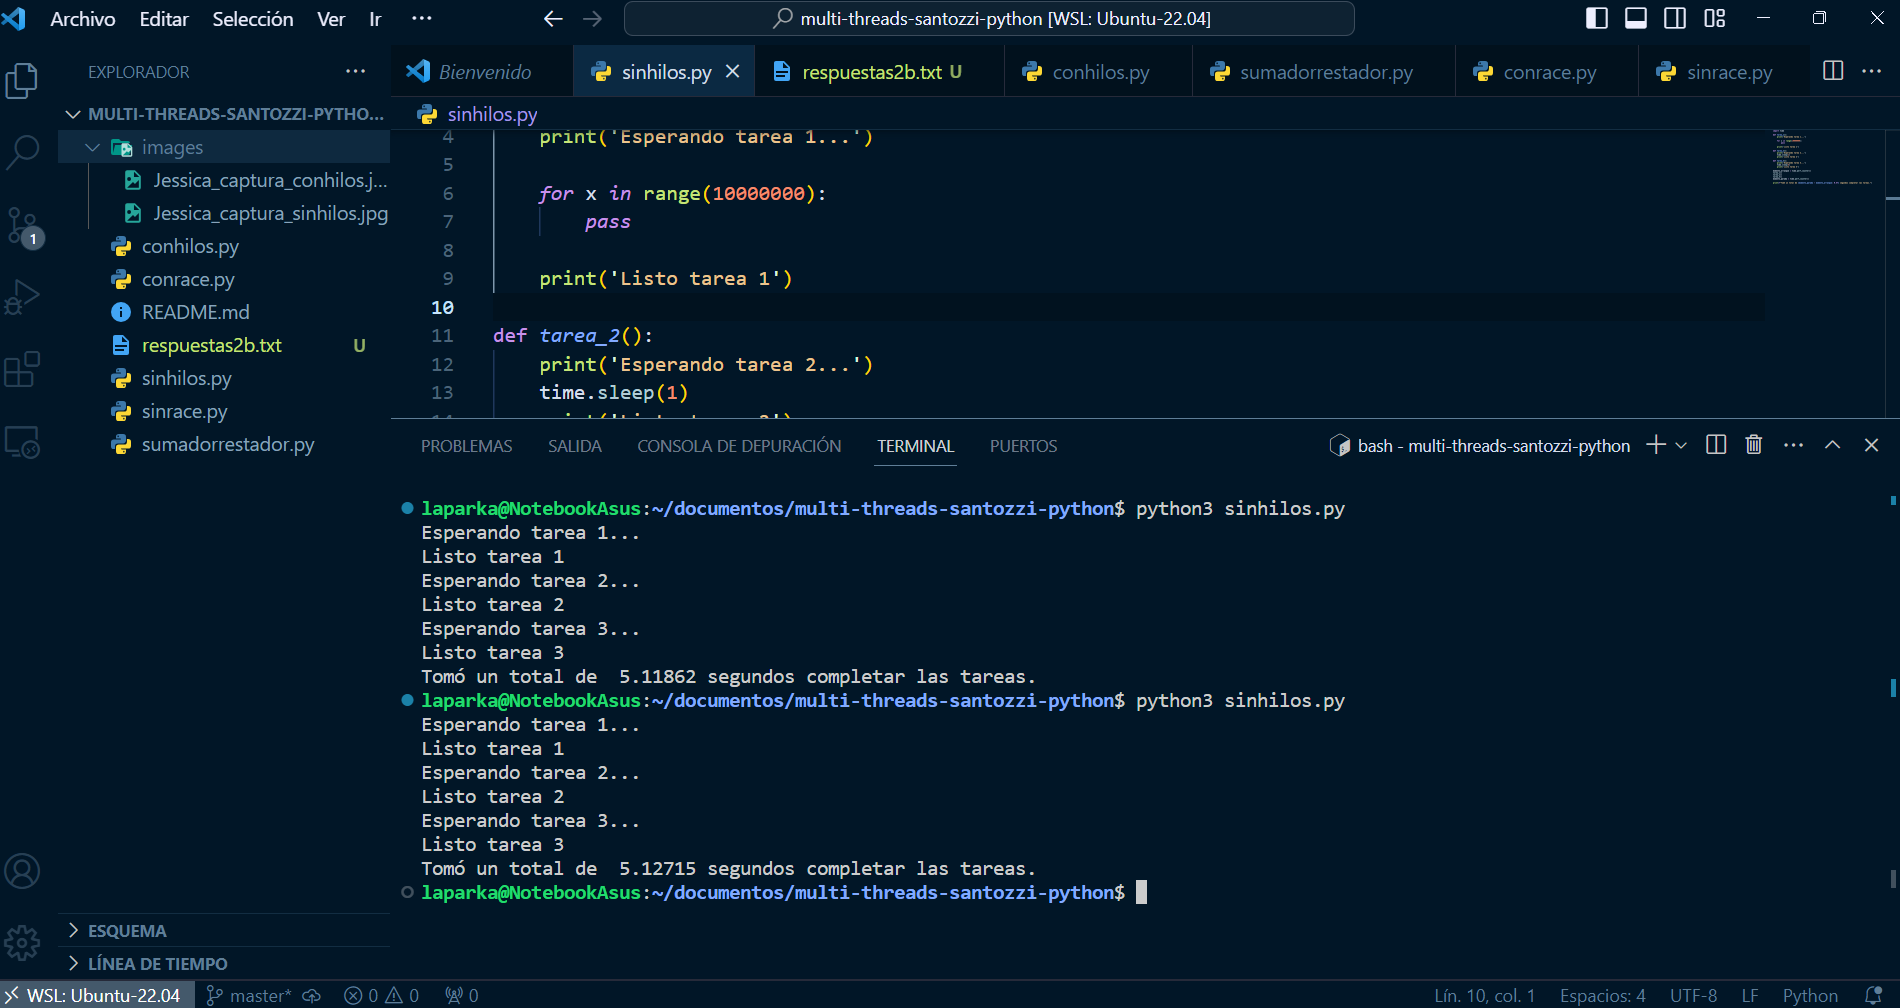 Archivo Editar Selección Ver Ir ···
multi-threads-santozzi-python [WSL: Ubuntu-22.04]
EXPLORADOR ···
MULTI-THREADS-SANTOZZI-PYTHO...
images
Jessica_captura_conhilos.j...
Jessica_captura_sinhilos.jpg
conhilos.py
conrace.py
README.md
respuestas2b.txt U
sinhilos.py
sinrace.py
sumadorrestador.py
1
ESQUEMA
LÍNEA DE TIEMPO
Bienvenido sinhilos.py respuestas2b.txt U conhilos.py sumadorrestador.py conrace.py sinrace.py ···
sinhilos.py
4 print('Esperando tarea 1...')
5
6 for x in range(10000000):
7 pass
8
9 print('Listo tarea 1')
10
11 def tarea_2():
12 print('Esperando tarea 2...')
13 time.sleep(1)
PROBLEMAS SALIDA CONSOLA DE DEPURACIÓN TERMINAL PUERTOS
bash - multi-threads-santozzi-python
laparka@NotebookAsus:~/documentos/multi-threads-santozzi-python$ python3 sinhilos.py
Esperando tarea 1...
Listo tarea 1
Esperando tarea 2...
Listo tarea 2
Esperando tarea 3...
Listo tarea 3
Tomó un total de  5.11862 segundos completar las tareas.
laparka@NotebookAsus:~/documentos/multi-threads-santozzi-python$ python3 sinhilos.py
Esperando tarea 1...
Listo tarea 1
Esperando tarea 2...
Listo tarea 2
Esperando tarea 3...
Listo tarea 3
Tomó un total de  5.12715 segundos completar las tareas.
laparka@NotebookAsus:~/documentos/multi-threads-santozzi-python$
WSL: Ubuntu-22.04 master* 0 0 0 Lín. 10, col. 1 Espacios: 4 UTF-8 LF Python